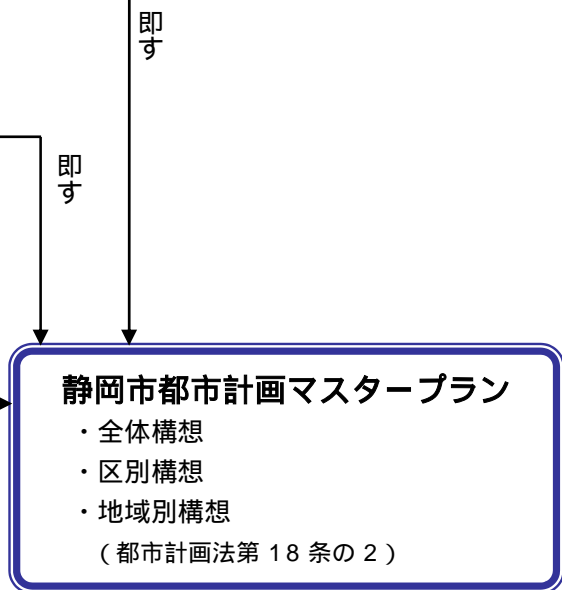 即す
即す
静岡市都市計画マスタープラン
・全体構想
・区別構想
・地域別構想
（都市計画法第 18 条の 2 ）